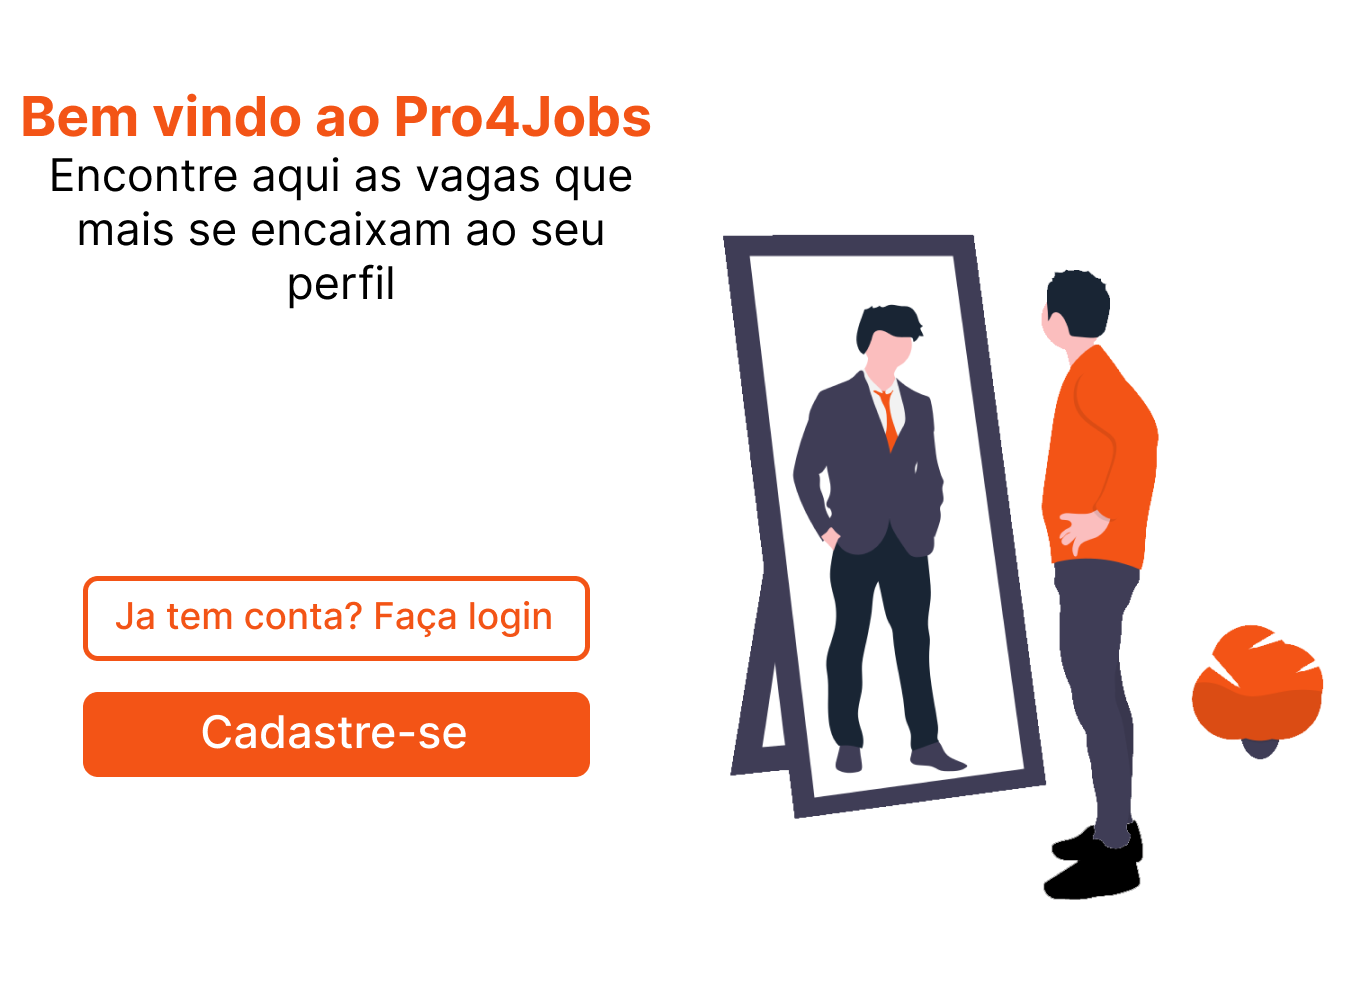 Bem vindo ao Pro4Jobs
Encontre aqui as vagas que
mais se encaixam ao seu
perfil
Ja tem conta? Faça login
Cadastre-se